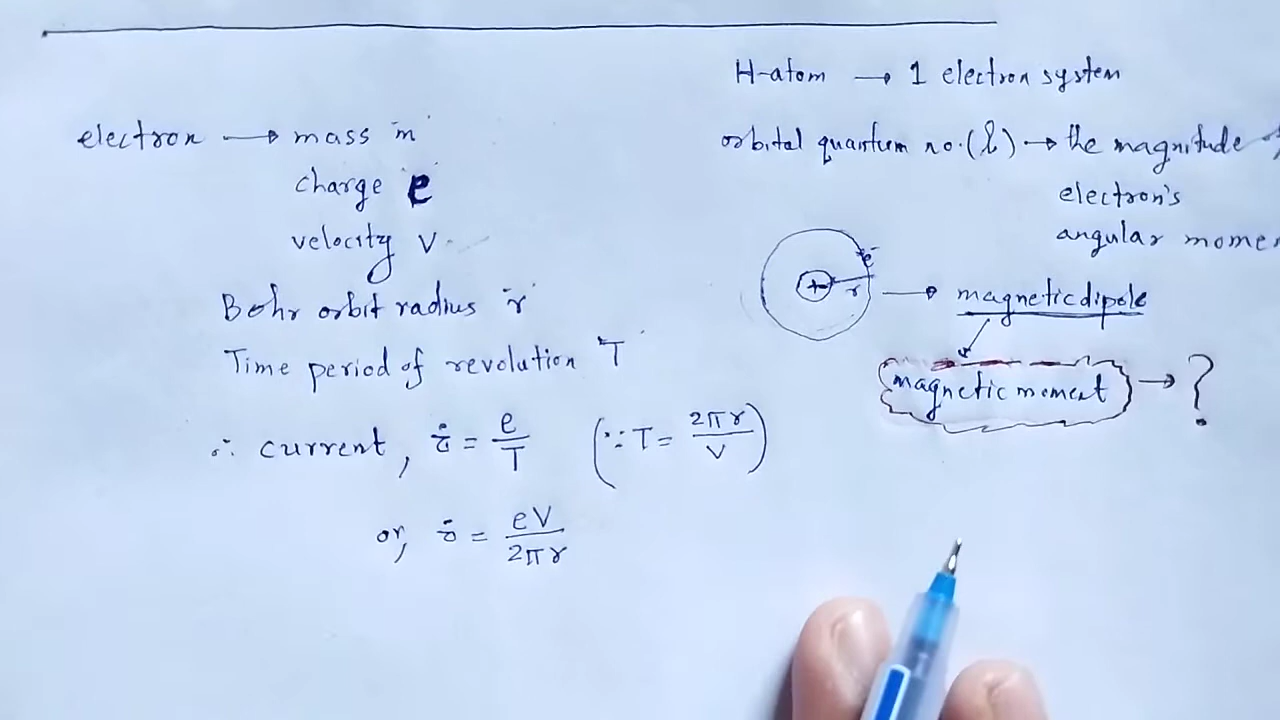 H-atom → 1 electron system
orbital quantum no. (l) → the magnitude
electron's
angular
electron → mass "m"
charge "e"
velocity v
Bohr orbit radius "r"
Time period of revolution "T"
∴ current, i = e/T (∵ T = 2πr/v)
or, i = ev/2πr
+ r e⁻ → magnetic dipole
magnetic moment → ?